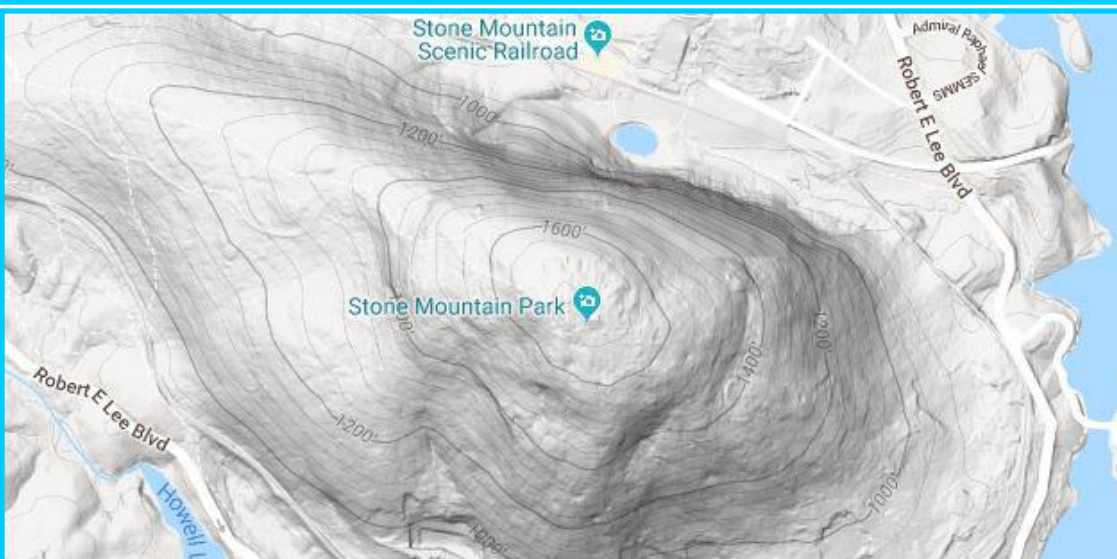 Stone Mountain
Scenic Railroad
Admiral Raphael
SEMMS
Robert E Lee Blvd
1000'
1200'
1600'
Stone Mountain Park
1200'
1400'
Robert E Lee Blvd
1200'
1000'
1000'
Howell